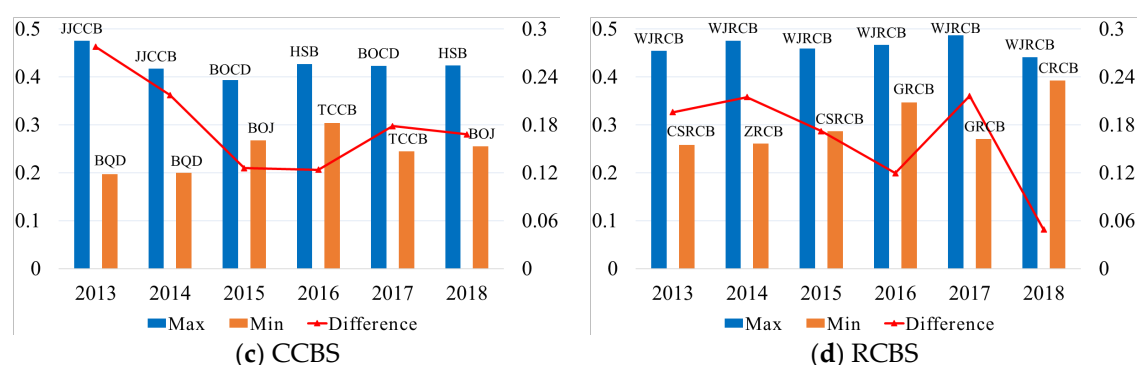 0.5
0.4
0.3
0.2
0.1
0
0.3
0.24
0.18
0.12
0.06
0
JJCCB
BQD
JJCCB
BQD
BOCD
BOJ
HSB
TCCB
BOCD
TCCB
HSB
BOJ
2013 2014 2015 2016 2017 2018
Max Min Difference
(c) CCBS
0.5
0.4
0.3
0.2
0.1
0
0.3
0.24
0.18
0.12
0.06
0
WJRCB
CSRCB
WJRCB
ZRCB
WJRCB
CSRCB
WJRCB
GRCB
WJRCB
GRCB
WJRCB
CRCB
2013 2014 2015 2016 2017 2018
Max Min Difference
(d) RCBS